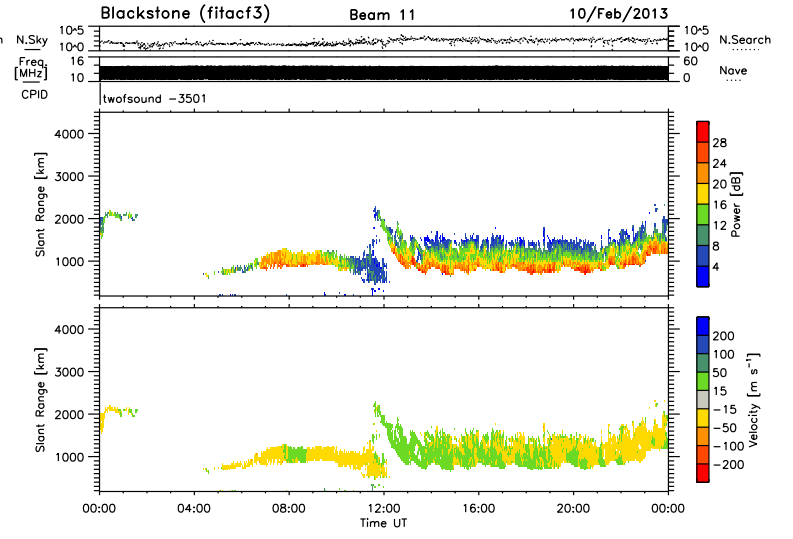 Blackstone (fitacf3) Beam 11 10/Feb/2013
N.Sky 10^5 10^0 10^5 10^0 N.Search
Freq. [MHz] 16 10 60 0 Nave
CPID twofsound -3501
Slant Range [km] 4000 3000 2000 1000
28 24 20 16 12 8 4 Power [dB]
Slant Range [km] 4000 3000 2000 1000
200 100 50 15 -15 -50 -100 -200 Velocity [m s⁻¹]
00:00 04:00 08:00 12:00 16:00 20:00 00:00
Time UT